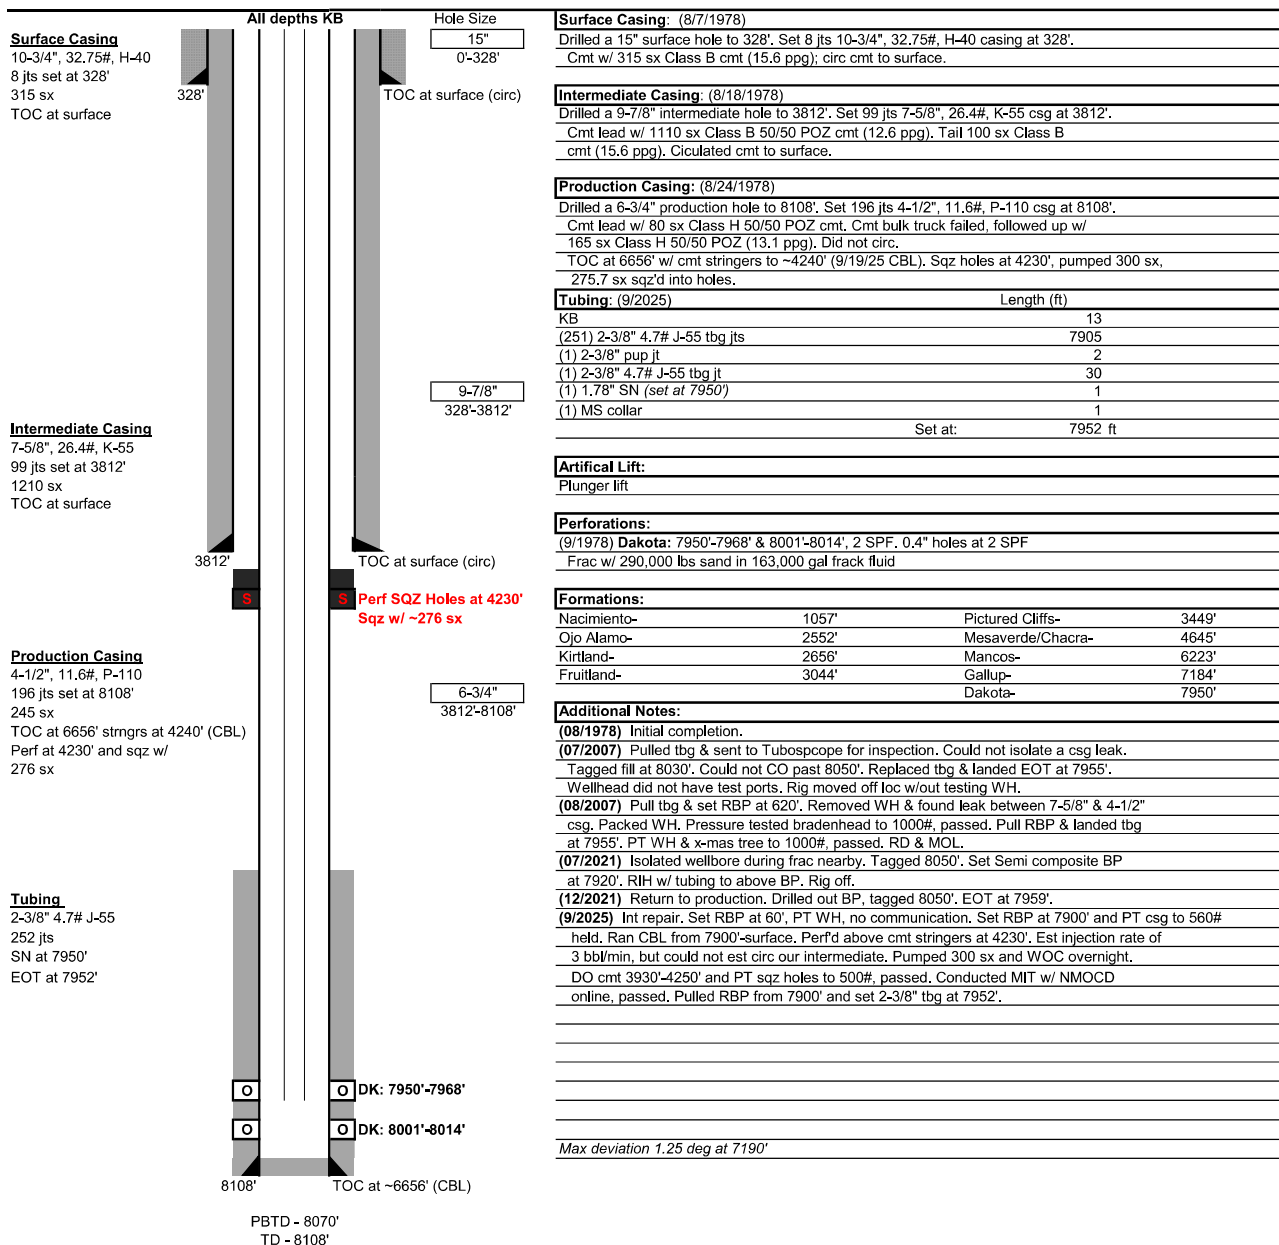 All depths KB
Hole Size
Surface Casing
10-3/4", 32.75#, H-40
8 jts set at 328'
315 sx
TOC at surface
328'
TOC at surface (circ)
15"
0'-328'
9-7/8"
328'-3812'
Intermediate Casing
7-5/8", 26.4#, K-55
99 jts set at 3812'
1210 sx
TOC at surface
3812'
TOC at surface (circ)
S
S
Perf SQZ Holes at 4230'
Sqz w/ ~276 sx
Production Casing
4-1/2", 11.6#, P-110
196 jts set at 8108'
245 sx
TOC at 6656' strngrs at 4240' (CBL)
Perf at 4230' and sqz w/
276 sx
6-3/4"
3812'-8108'
Tubing
2-3/8" 4.7# J-55
252 jts
SN at 7950'
EOT at 7952'
O
O
DK: 7950'-7968'
O
O
DK: 8001'-8014'
8108'
TOC at ~6656' (CBL)
PBTD - 8070'
TD - 8108'
Surface Casing: (8/7/1978)
Drilled a 15" surface hole to 328'. Set 8 jts 10-3/4", 32.75#, H-40 casing at 328'.
Cmt w/ 315 sx Class B cmt (15.6 ppg); circ cmt to surface.
Intermediate Casing: (8/18/1978)
Drilled a 9-7/8" intermediate hole to 3812'. Set 99 jts 7-5/8", 26.4#, K-55 csg at 3812'.
Cmt lead w/ 1110 sx Class B 50/50 POZ cmt (12.6 ppg). Tail 100 sx Class B
cmt (15.6 ppg). Ciculated cmt to surface.
Production Casing: (8/24/1978)
Drilled a 6-3/4" production hole to 8108'. Set 196 jts 4-1/2", 11.6#, P-110 csg at 8108'.
Cmt lead w/ 80 sx Class H 50/50 POZ cmt. Cmt bulk truck failed, followed up w/
165 sx Class H 50/50 POZ (13.1 ppg). Did not circ.
TOC at 6656' w/ cmt stringers to ~4240' (9/19/25 CBL). Sqz holes at 4230', pumped 300 sx,
275.7 sx sqz'd into holes.
Tubing: (9/2025) Length (ft)
KB 13
(251) 2-3/8" 4.7# J-55 tbg jts 7905
(1) 2-3/8" pup jt 2
(1) 2-3/8" 4.7# J-55 tbg jt 30
(1) 1.78" SN (set at 7950') 1
(1) MS collar 1
Set at: 7952 ft
Artifical Lift:
Plunger lift
Perforations:
(9/1978) Dakota: 7950'-7968' & 8001'-8014', 2 SPF. 0.4" holes at 2 SPF
Frac w/ 290,000 lbs sand in 163,000 gal frack fluid
Formations:
Nacimiento- 1057' Pictured Cliffs- 3449'
Ojo Alamo- 2552' Mesaverde/Chacra- 4645'
Kirtland- 2656' Mancos- 6223'
Fruitland- 3044' Gallup- 7184'
Dakota- 7950'
Additional Notes:
(08/1978) Initial completion.
(07/2007) Pulled tbg & sent to Tubospcope for inspection. Could not isolate a csg leak.
Tagged fill at 8030'. Could not CO past 8050'. Replaced tbg & landed EOT at 7955'.
Wellhead did not have test ports. Rig moved off loc w/out testing WH.
(08/2007) Pull tbg & set RBP at 620'. Removed WH & found leak between 7-5/8" & 4-1/2"
csg. Packed WH. Pressure tested bradenhead to 1000#, passed. Pull RBP & landed tbg
at 7955'. PT WH & x-mas tree to 1000#, passed. RD & MOL.
(07/2021) Isolated wellbore during frac nearby. Tagged 8050'. Set Semi composite BP
at 7920'. RIH w/ tubing to above BP. Rig off.
(12/2021) Return to production. Drilled out BP, tagged 8050'. EOT at 7959'.
(9/2025) Int repair. Set RBP at 60', PT WH, no communication. Set RBP at 7900' and PT csg to 560#
held. Ran CBL from 7900'-surface. Perf'd above cmt stringers at 4230'. Est injection rate of
3 bbl/min, but could not est circ our intermediate. Pumped 300 sx and WOC overnight.
DO cmt 3930'-4250' and PT sqz holes to 500#, passed. Conducted MIT w/ NMOCD
online, passed. Pulled RBP from 7900' and set 2-3/8" tbg at 7952'.
Max deviation 1.25 deg at 7190'